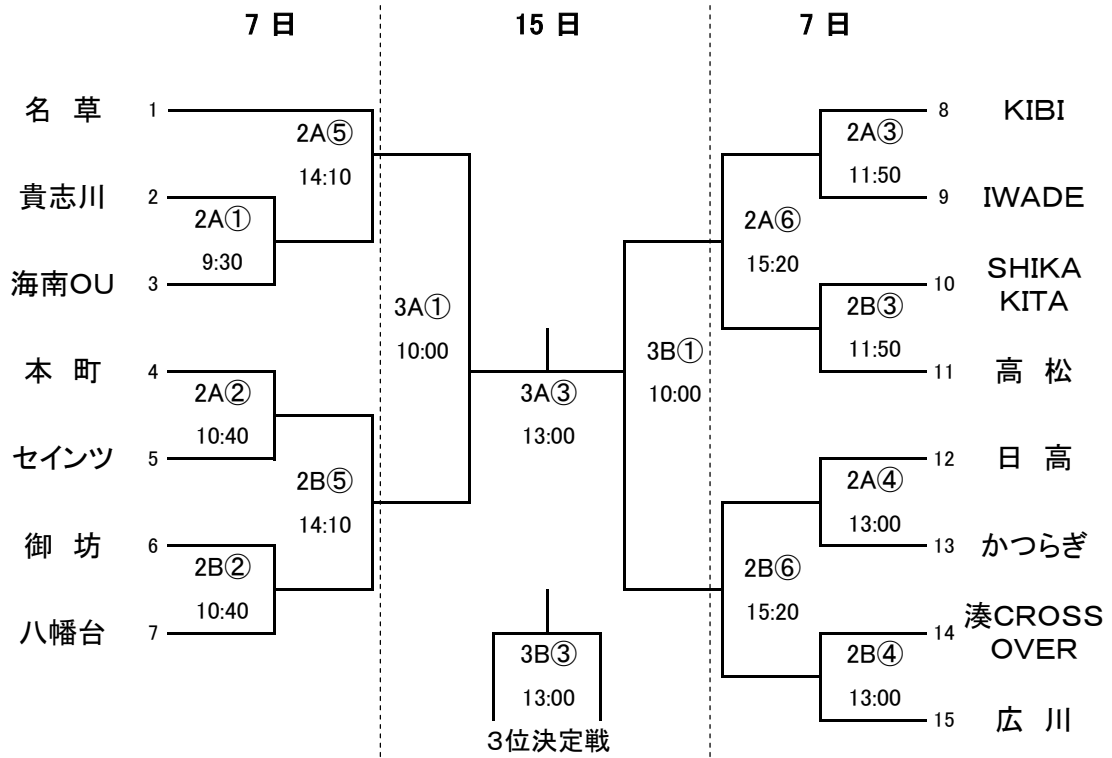 7 日
15 日
7 日
名 草 1
2A⑤
14:10
貴志川 2
2A①
9:30
海南OU 3
3A①
10:00
本 町 4
2A②
10:40
セインツ 5
2B⑤
14:10
御 坊 6
2B②
10:40
八幡台 7
3A③
13:00
3B③
13:00
3位決定戦
3B①
10:00
8 KIBI
2A③
11:50
9 IWADE
2A⑥
15:20
10 SHIKA
KITA
2B③
11:50
11 高 松
12 日 高
2A④
13:00
13 かつらぎ
2B⑥
15:20
14 湊CROSS
OVER
2B④
13:00
15 広 川